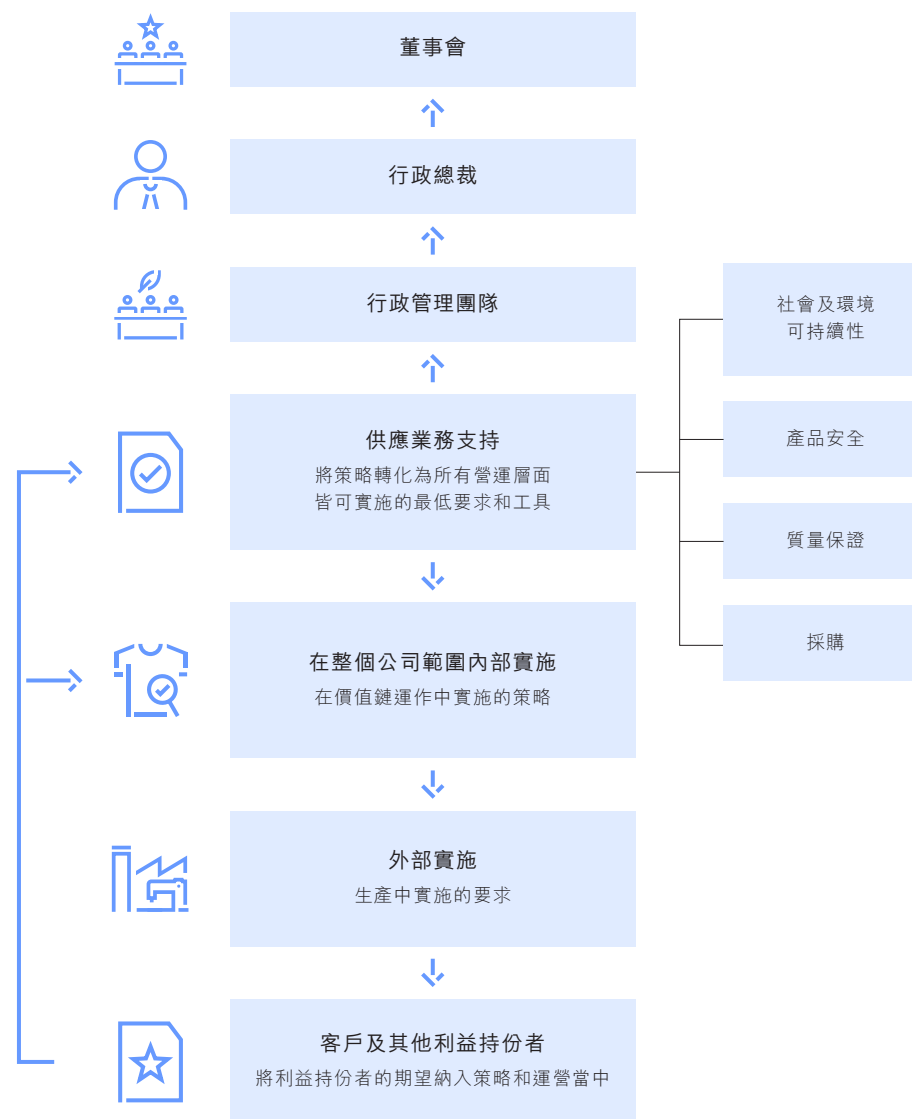 董事會
行政總裁
行政管理團隊
供應業務支持
將策略轉化為所有營運層面
皆可實施的最低要求和工具
社會及環境
可持續性
產品安全
質量保證
採購
在整個公司範圍內部實施
在價值鏈運作中實施的策略
外部實施
生產中實施的要求
客戶及其他利益持份者
將利益持份者的期望納入策略和運營當中